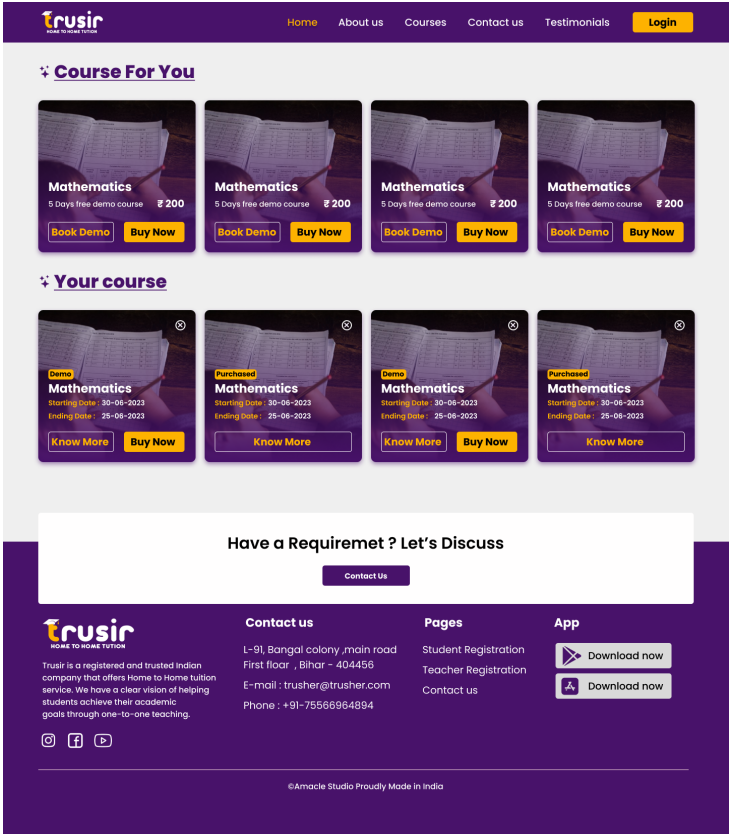 trusir
HOME TO HOME TUTION
Home About us Courses Contact us Testimonials Login
Course For You
Mathematics
5 Days free demo course ₹ 200
Book Demo Buy Now
Mathematics
5 Days free demo course ₹ 200
Book Demo Buy Now
Mathematics
5 Days free demo course ₹ 200
Book Demo Buy Now
Mathematics
5 Days free demo course ₹ 200
Book Demo Buy Now
Your course
Demo
Mathematics
Starting Date : 30-06-2023
Ending Date : 25-06-2023
Know More Buy Now
Purchased
Mathematics
Starting Date : 30-06-2023
Ending Date : 25-06-2023
Know More
Demo
Mathematics
Starting Date : 30-06-2023
Ending Date : 25-06-2023
Know More Buy Now
Purchased
Mathematics
Starting Date : 30-06-2023
Ending Date : 25-06-2023
Know More
Have a Requiremet ? Let's Discuss
Contact Us
trusir
HOME TO HOME TUTION
Trusir is a registered and trusted Indian
company that offers Home to Home tuition
service. We have a clear vision of helping
students achieve their academic
goals through one-to-one teaching.
Contact us
L-91, Bangal colony ,main road
First floar , Bihar - 404456
E-mail : trusher@trusher.com
Phone : +91-75566964894
Pages
Student Registration
Teacher Registration
Contact us
App
Download now
Download now
©Amacle Studio Proudly Made in India